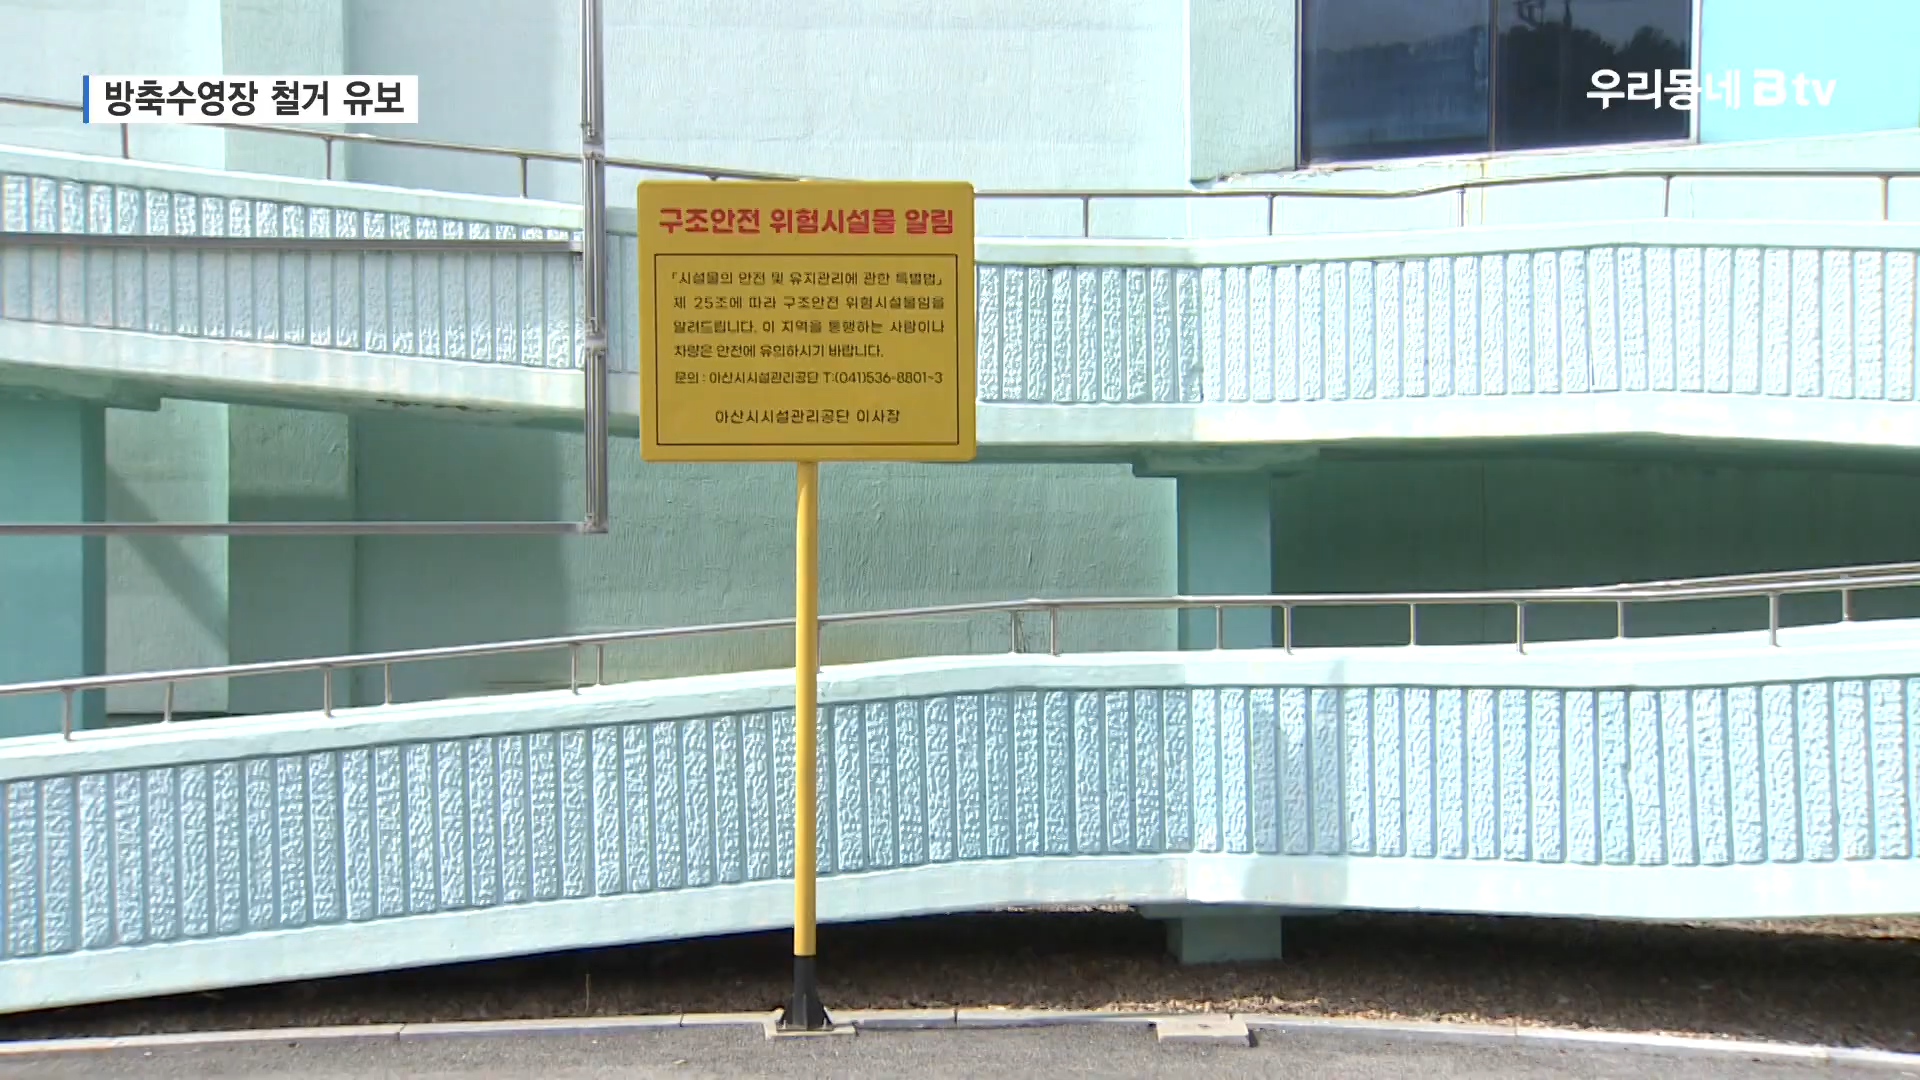 방축수영장 철거 유보
우리동네 B tv
구조안전 위험시설물 알림
「시설물의 안전 및 유지관리에 관한 특별법」
제 25조에 따라 구조안전 위험시설물임을
알려드립니다. 이 지역을 통행하는 사람이나
차량은 안전에 유의하시기 바랍니다.
문의 : 아산시시설관리공단 T:(041)536-8801~3
아산시시설관리공단 이사장